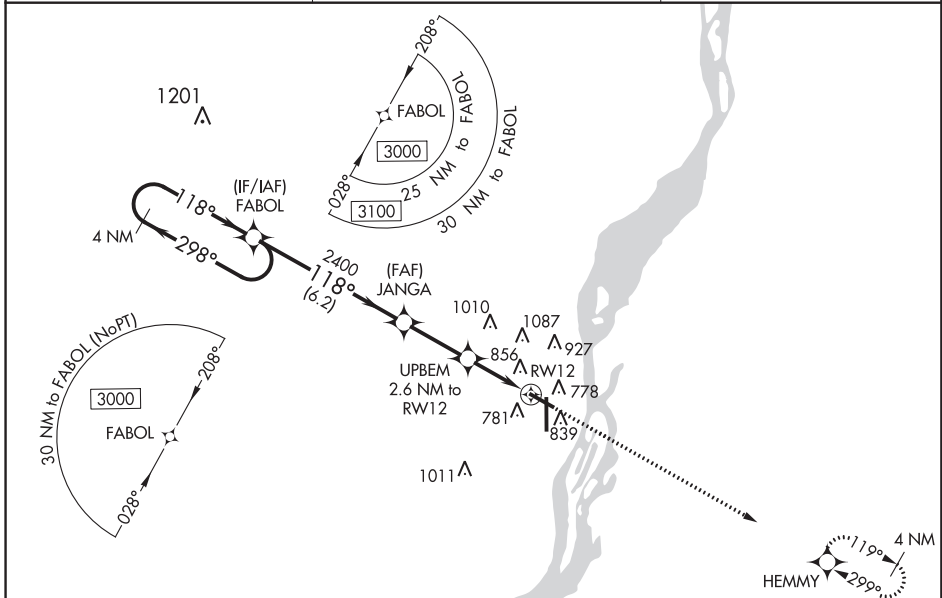 1201
208°
FABOL
3000
25 NM to FABOL
028°
3100
30 NM to FABOL
(IF/IAF)
FABOL
118°
4 NM
298°
2400
118°
(6.2)
(FAF)
JANGA
1010
1087
927
856
RW12
UPBEM
2.6 NM to
RW12
778
781
839
1011
30 NM to FABOL (NoPT)
208°
3000
FABOL
028°
119°
4 NM
HEMMY
299°